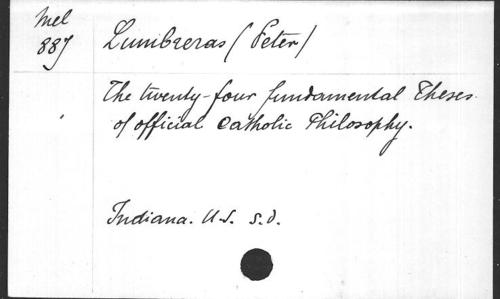 Mel
887
Lumbreras (Peter)
The twenty-four fundamental Theses
of official Catholic Philosophy.
Indiana. U.S. s.d.